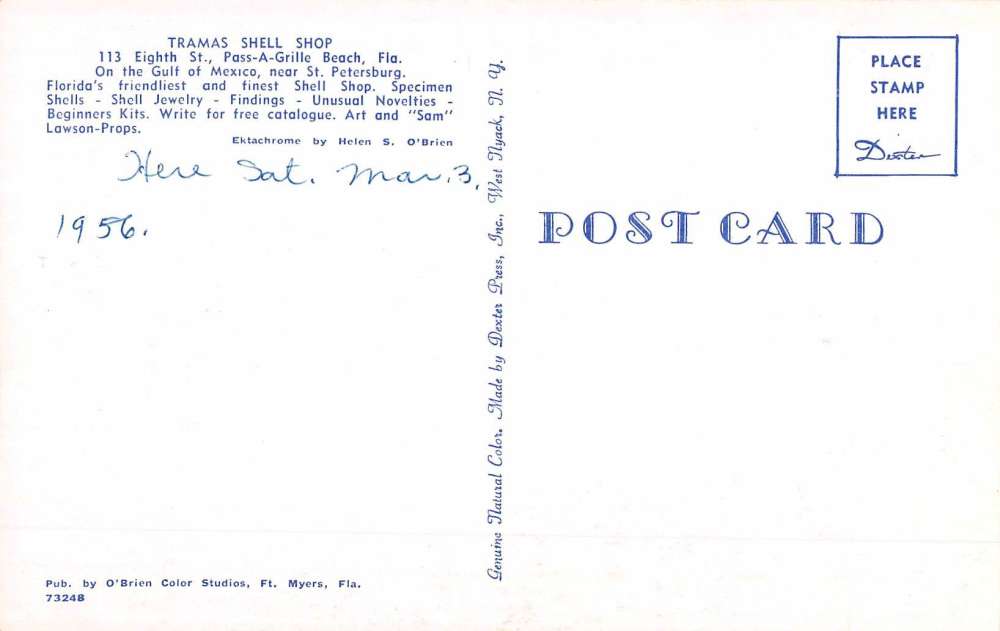 TRAMAS SHELL SHOP
113 Eighth St., Pass-A-Grille Beach, Fla.
On the Gulf of Mexico, near St. Petersburg.
Florida's friendliest and finest Shell Shop. Specimen
Shells - Shell Jewelry - Findings - Unusual Novelties -
Beginners Kits. Write for free catalogue. Art and "Sam"
Lawson-Props.
Ektachrome by Helen S. O'Brien
Here Sat. Mar. 3,
1956.
Pub. by O'Brien Color Studios, Ft. Myers, Fla.
73248
Genuine Natural Color. Made by Dexter Press, Inc., West Nyack, N. Y.
PLACE
STAMP
HERE
Dexter
POST CARD